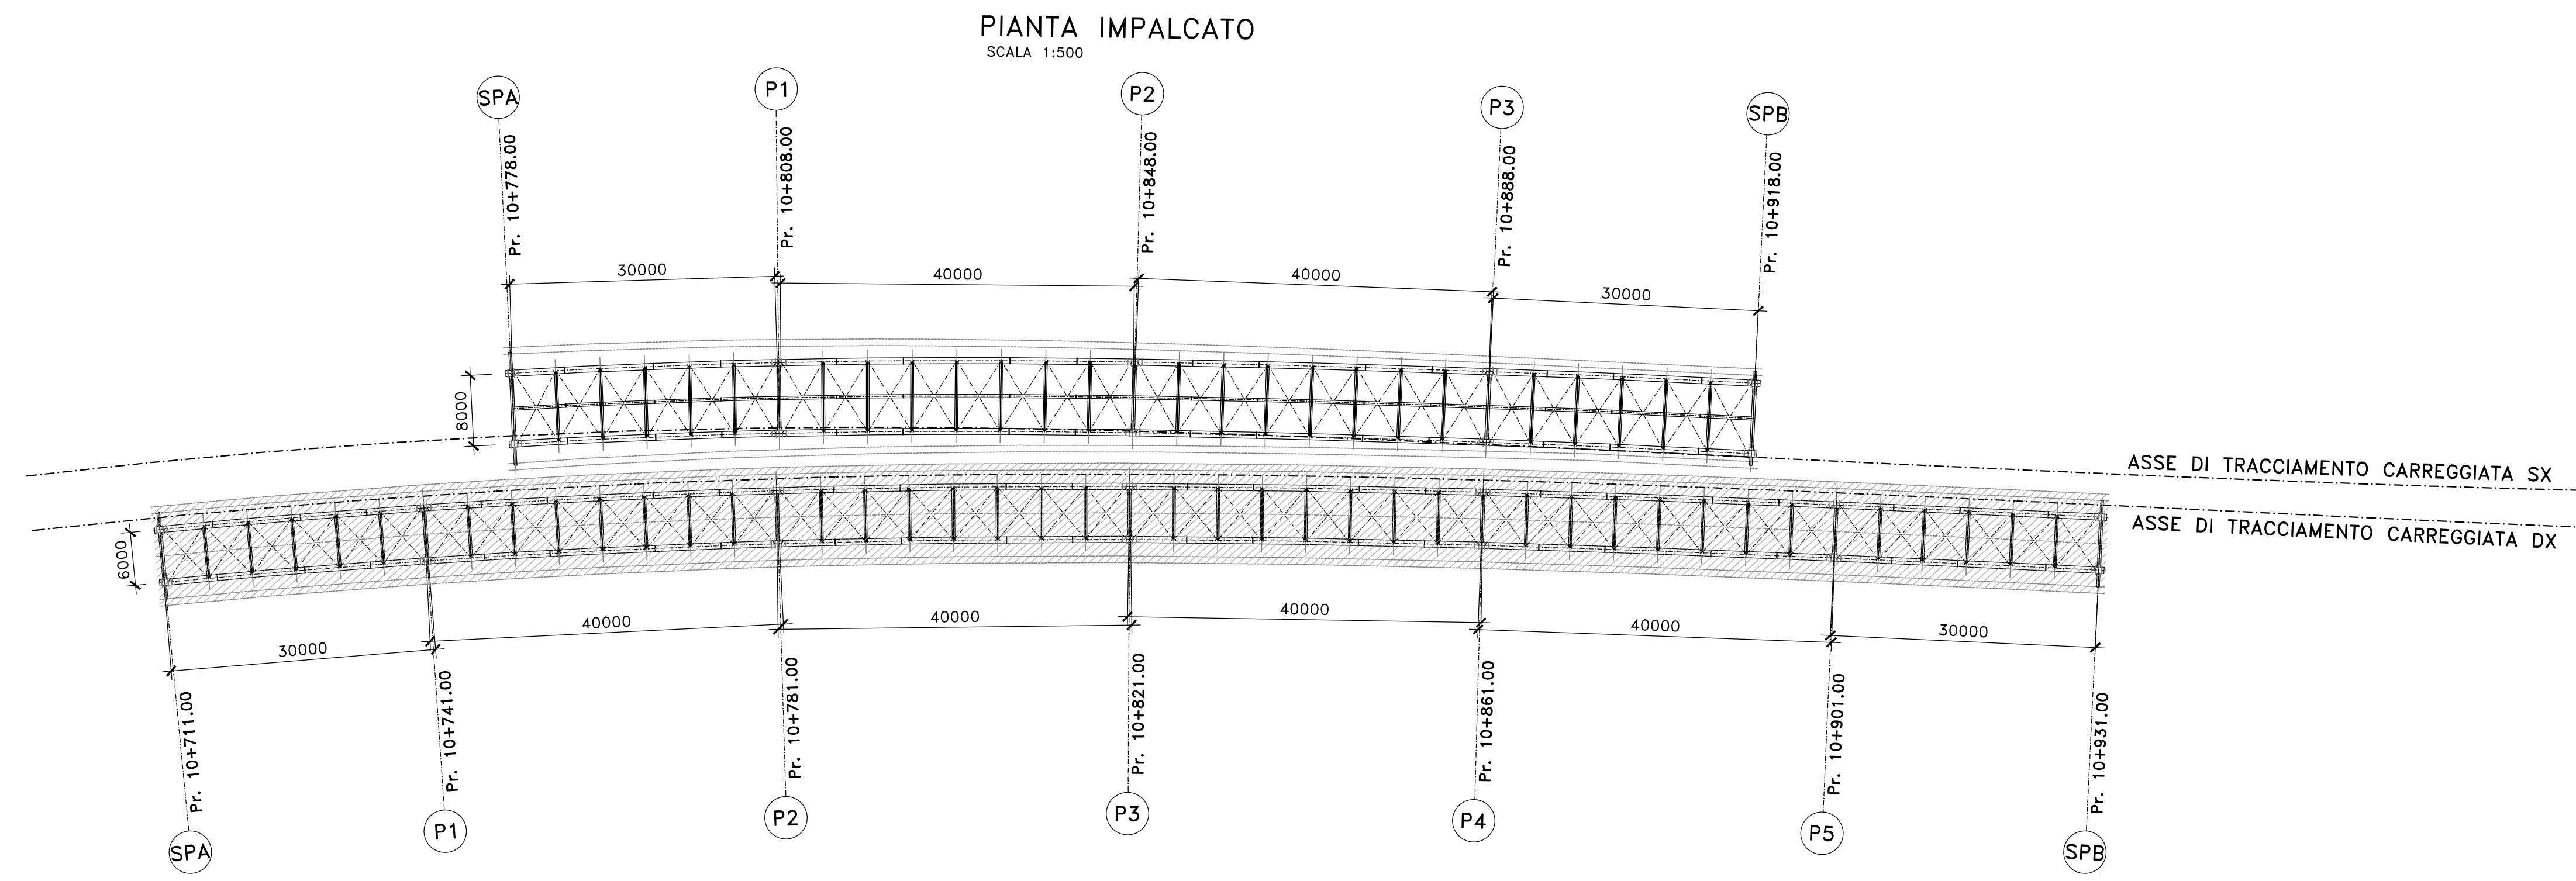 PIANTA IMPALCATO
SCALA 1:500
SPA
P1
P2
P3
SPB
Pr. 10+778.00
Pr. 10+808.00
Pr. 10+848.00
Pr. 10+888.00
Pr. 10+918.00
30000
40000
40000
30000
8000
ASSE DI TRACCIAMENTO CARREGGIATA SX
ASSE DI TRACCIAMENTO CARREGGIATA DX
6000
30000
40000
40000
40000
40000
30000
Pr. 10+711.00
Pr. 10+741.00
Pr. 10+781.00
Pr. 10+821.00
Pr. 10+861.00
Pr. 10+901.00
Pr. 10+931.00
SPA
P1
P2
P3
P4
P5
SPB